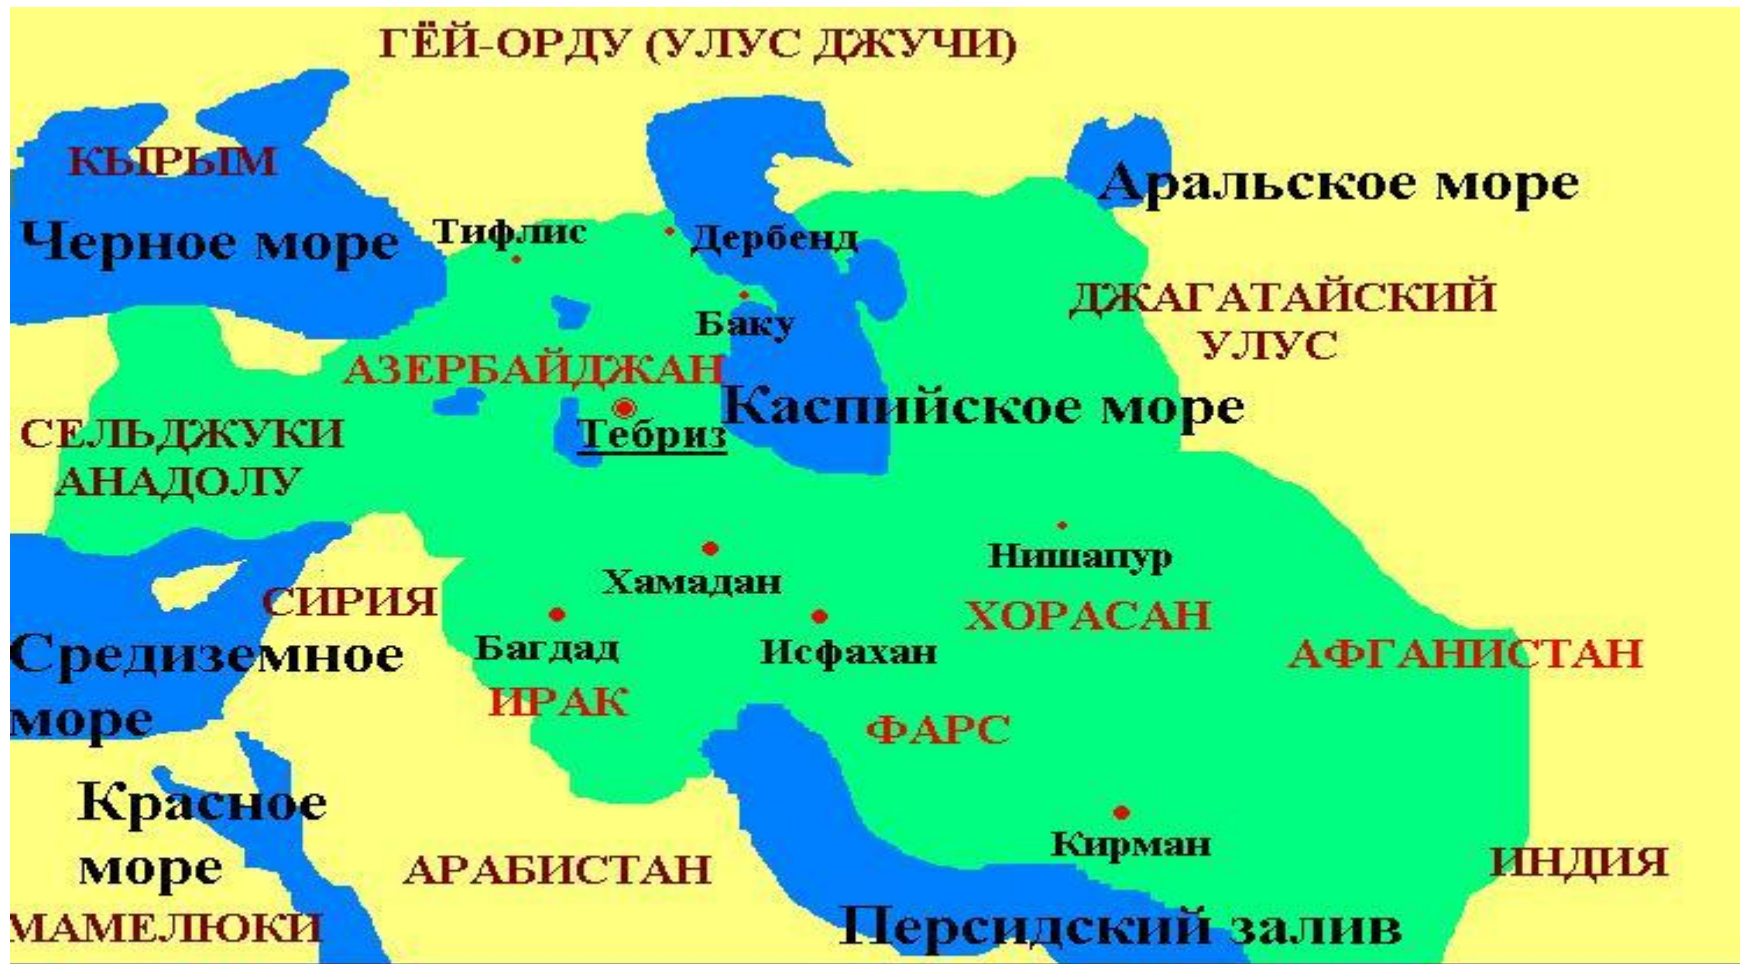 ГЁЙ-ОРДУ (УЛУС ДЖУЧИ)
КЫРЫМ
Аральское море
Черное море
Тифлис
Дербенд
ДЖАГАТАЙСКИЙ
УЛУС
Баку
АЗЕРБАЙДЖАН
Каспийское море
СЕЛЬДЖУКИ
АНАДОЛУ
Тебриз
Нишапур
Хамадан
СИРИЯ
ХОРАСАН
Багдад
Исфахан
АФГАНИСТАН
Средиземное
море
ИРАК
ФАРС
Красное
море
Кирман
АРАБИСТАН
ИНДИЯ
МАМЕЛЮКИ
Персидский залив